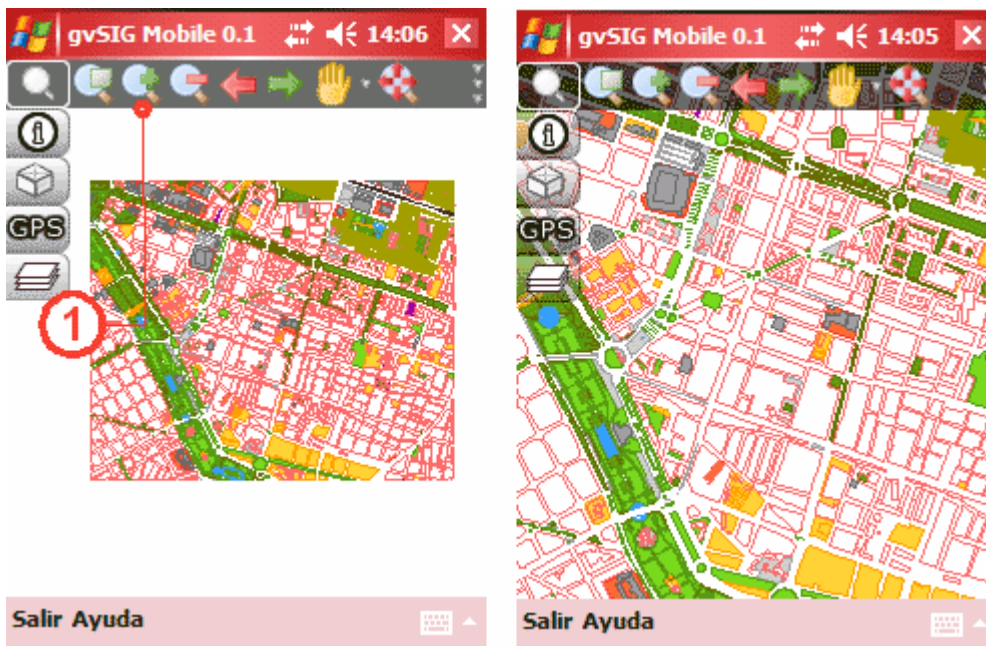 gvSIG Mobile 0.1 14:06
GPS
1
Salir Ayuda
gvSIG Mobile 0.1 14:05
GPS
Salir Ayuda